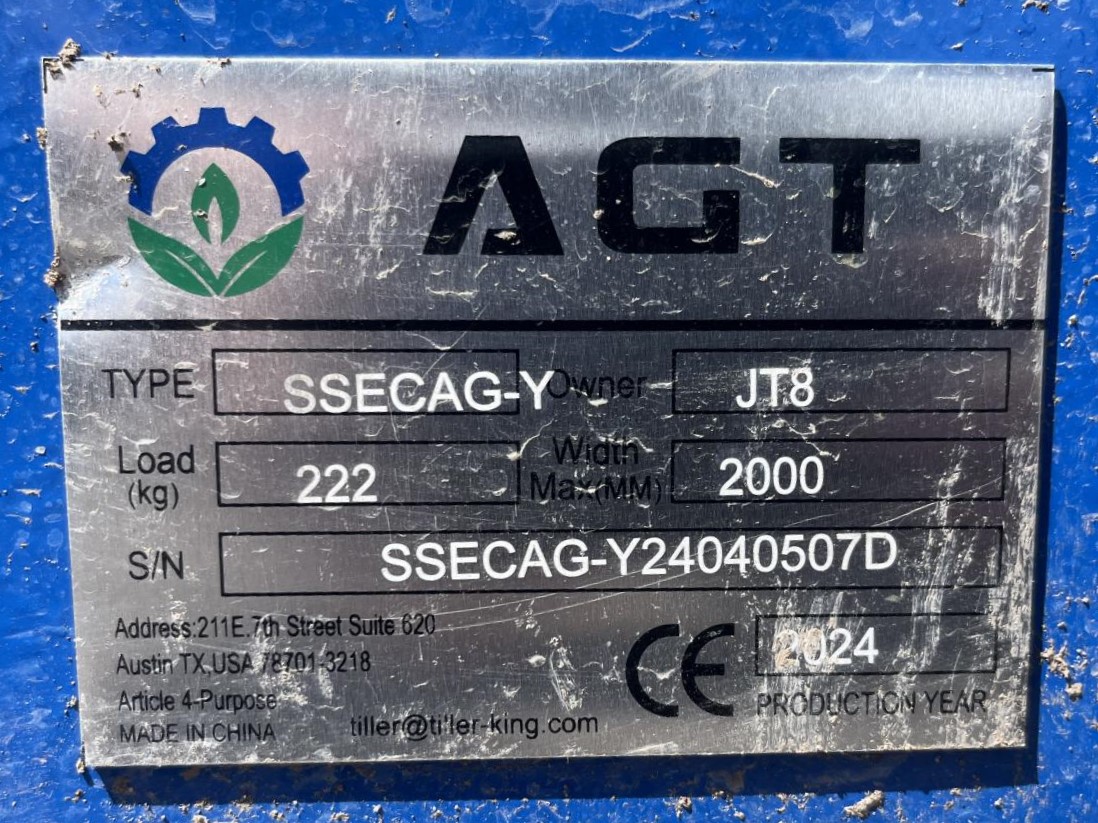 AGT
TYPE SSECAG-Y Owner JT8
Load (kg) 222 Width Max(MM) 2000
S/N SSECAG-Y24040507D
Address:211E.7th Street Suite 620
Austin TX,USA 78701-3218
Article 4-Purpose
MADE IN CHINA
tiller@tiller-king.com
CE
2024
PRODUCTION YEAR